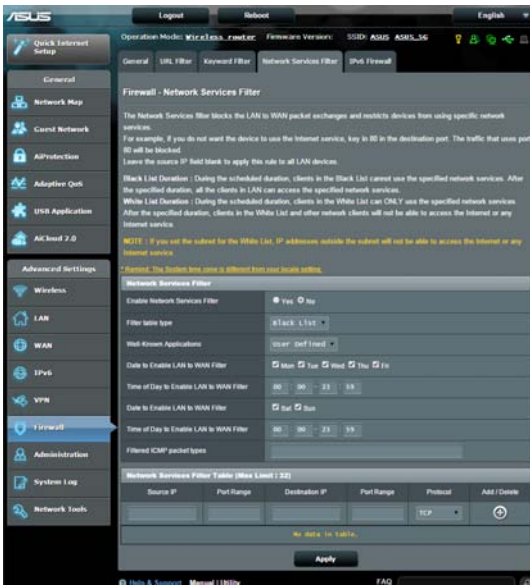 ASUS
Logout
Reboot
English
Quick Internet
Setup
Operation Mode: Wireless router Firmware Version: SSID: ASUS ASUS_5G
General URL Filter Keyword Filter Network Services Filter IPv6 Firewall
General
Network Map
Guest Network
AiProtection
Adaptive QoS
USB Application
AiCloud 2.0
Advanced Settings
Wireless
LAN
WAN
IPv6
VPN
Firewall
Administration
System Log
Network Tools
Firewall - Network Services Filter
The Network Services filter blocks the LAN to WAN packet exchanges and restricts devices from using specific network
services.
For example, if you do not want the device to use the Internet service, key in 80 in the destination port. The traffic that uses port
80 will be blocked.
Leave the source IP field blank to apply this rule to all LAN devices.
Black List Duration : During the scheduled duration, clients in the Black List cannot use the specified network services. After
the specified duration, all the clients in LAN can access the specified network services.
White List Duration : During the scheduled duration, clients in the White List can ONLY use the specified network services.
After the specified duration, clients in the White List and other network clients will not be able to access the Internet or any
Internet service.
NOTE : If you set the subnet for the White List, IP addresses outside the subnet will not be able to access the Internet or any
Internet service.
* Remind: The System time zone is different from your locale setting.
Network Services Filter
Enable Network Services Filter Yes No
Filter table type Black List
Well-Known Applications User Defined
Date to Enable LAN to WAN Filter Mon Tue Wed Thu Fri
Time of Day to Enable LAN to WAN Filter 00 : 00 - 23 : 59
Date to Enable LAN to WAN Filter Sat Sun
Time of Day to Enable LAN to WAN Filter 00 : 00 - 23 : 59
Filtered ICMP packet types
Network Services Filter Table (Max Limit : 32)
Source IP Port Range Destination IP Port Range Protocol Add / Delete
TCP
No data in table.
Apply
Help & Support Manual | Utility FAQ